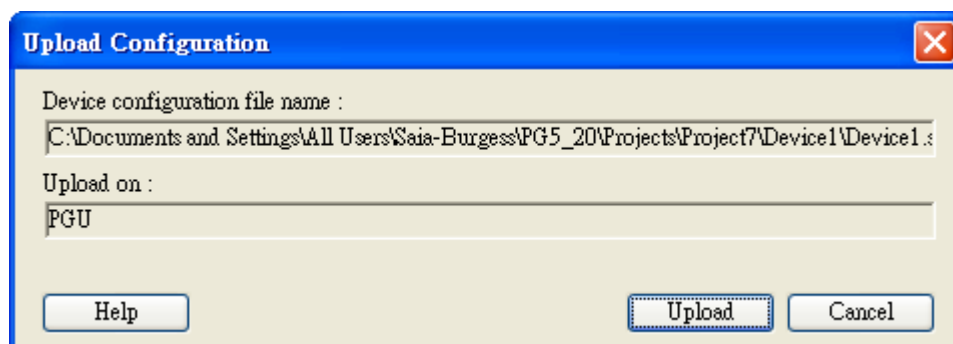 Upload Configuration
Device configuration file name :
C:\Documents and Settings\All Users\Saia-Burgess\PG5_20\Projects\Project7\Device1\Device1.s
Upload on :
PGU
Help Upload Cancel